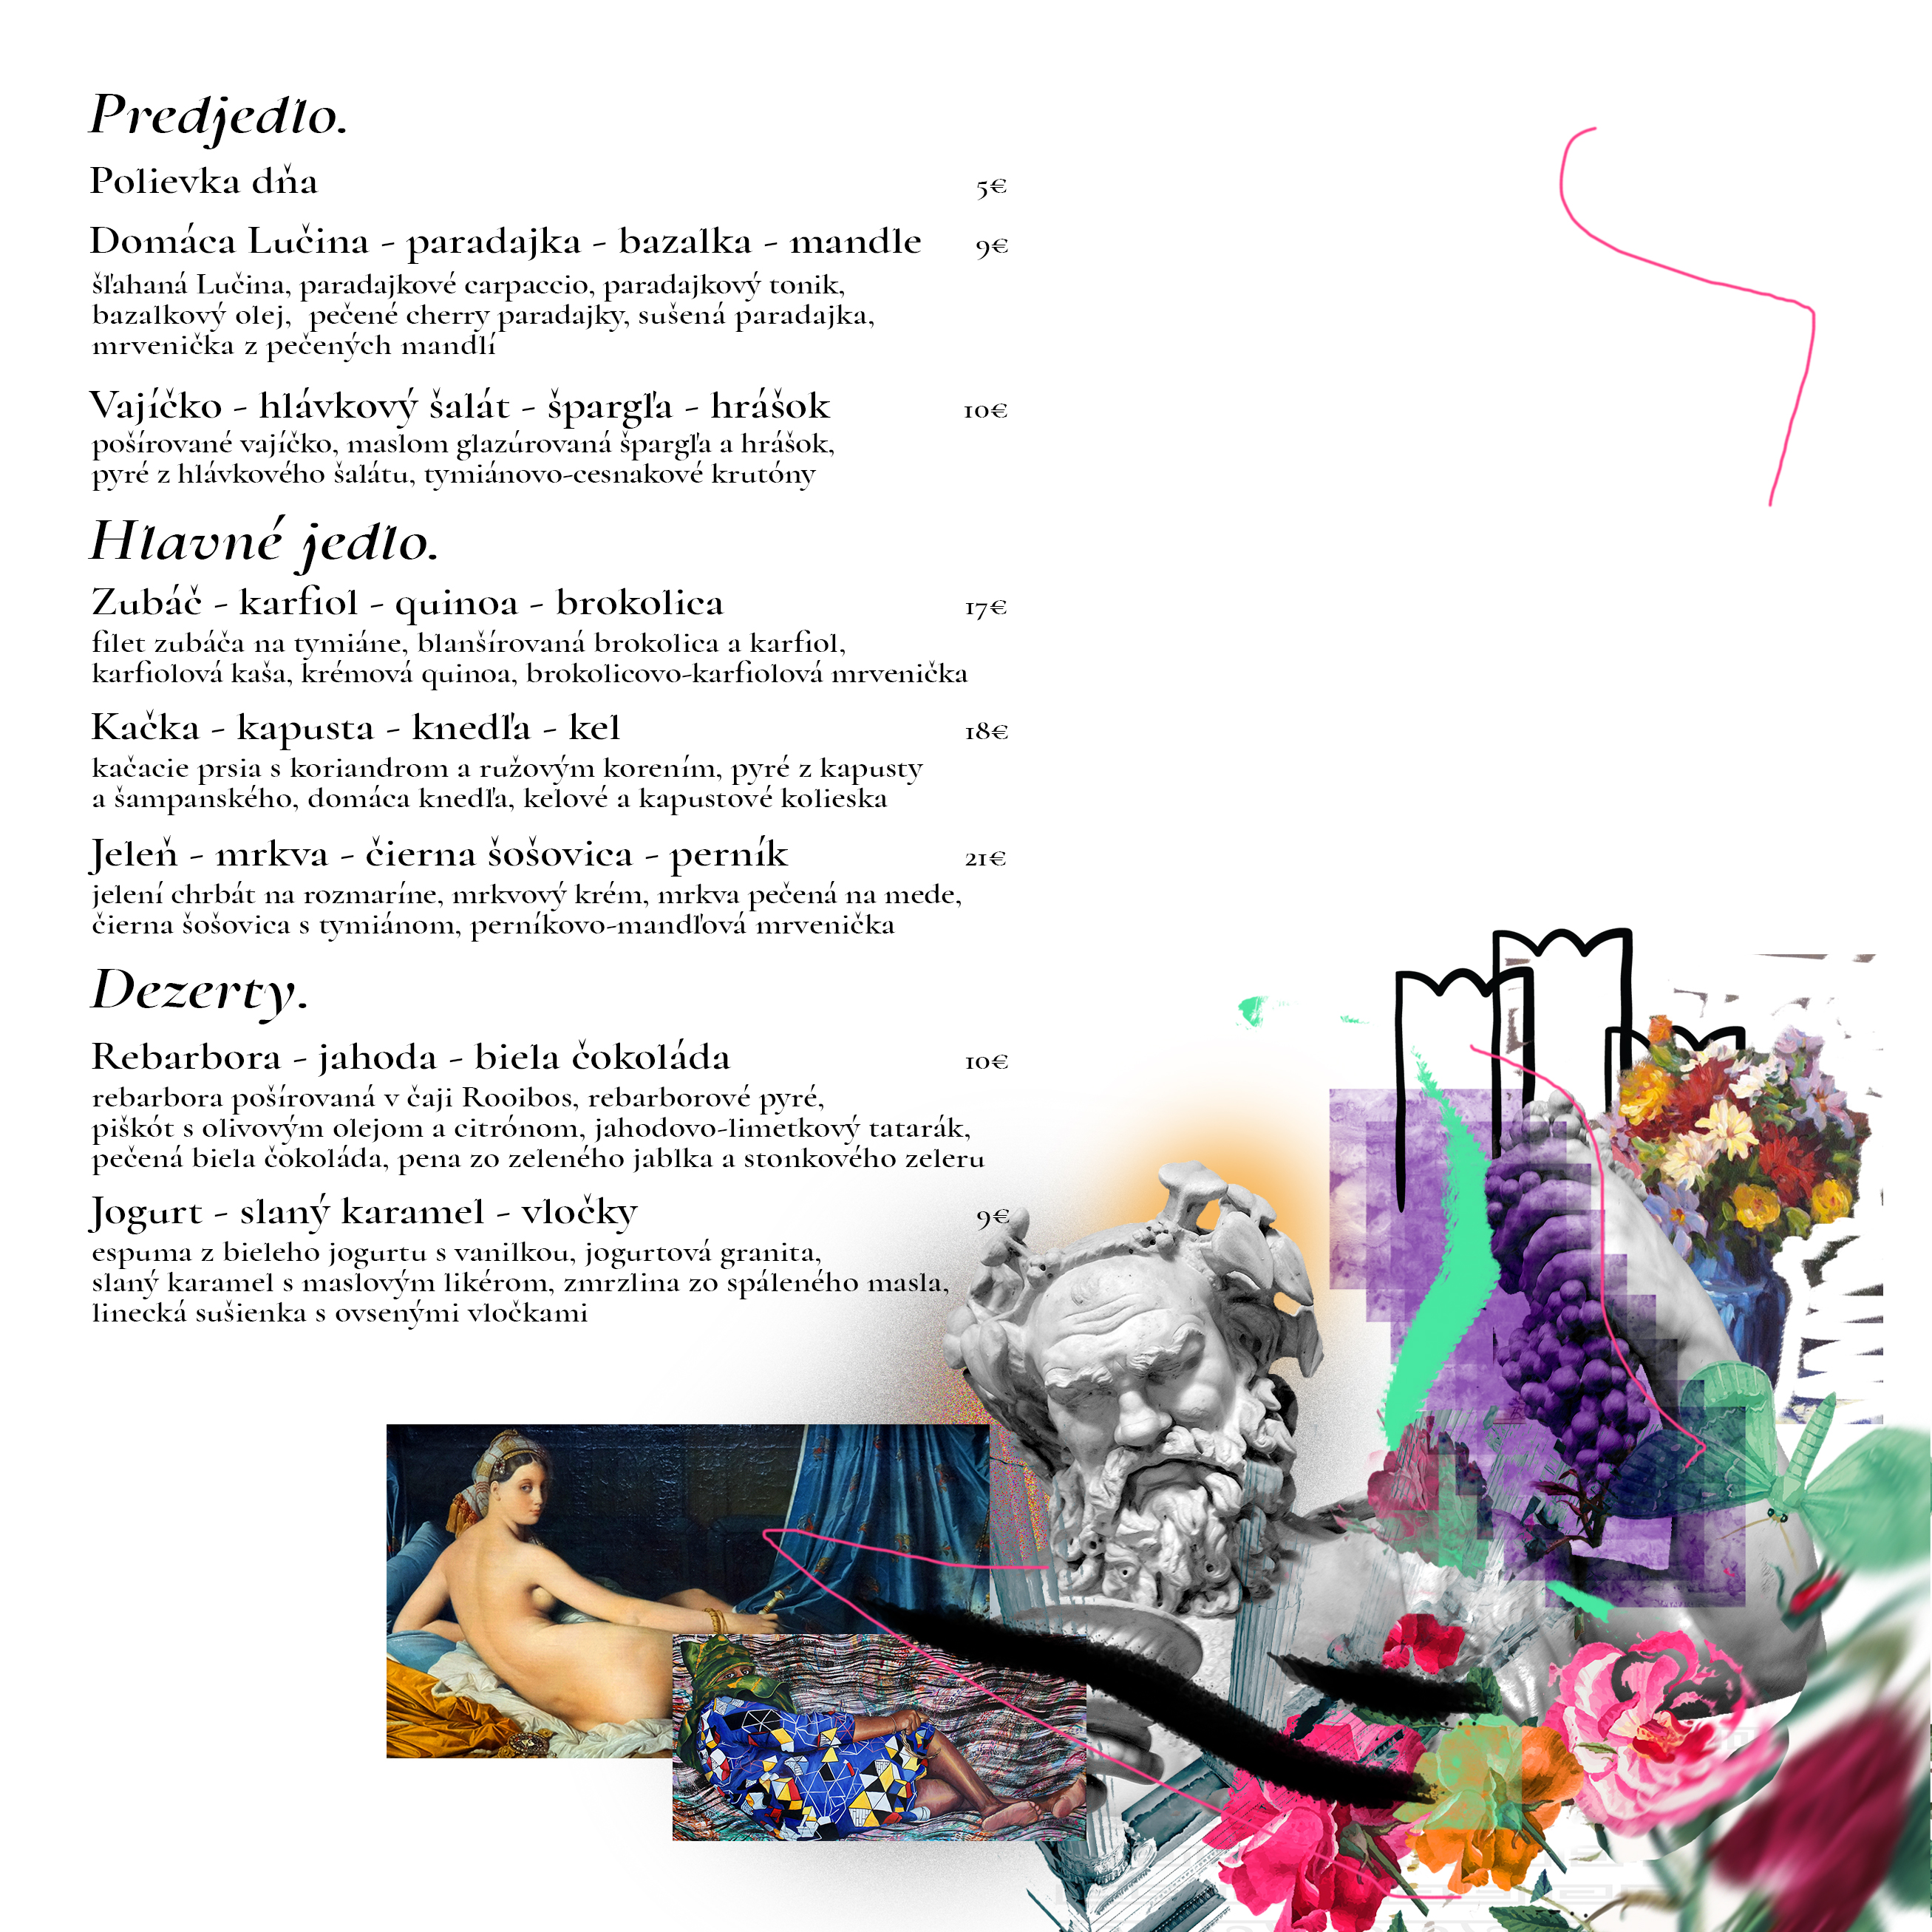 Predjedlo.
Polievka dňa 5€
Domáca Lučina - paradajka - bazalka - mandle 9€
šľahaná Lučina, paradajkové carpaccio, paradajkový tonik,
bazalkový olej, pečené cherry paradajky, sušená paradajka,
mrvenička z pečených mandlí
Vajíčko - hlávkový šalát - špargľa - hrášok 10€
pošírované vajíčko, maslom glazúrovaná špargľa a hrášok,
pyré z hlávkového šalátu, tymiánovo-cesnakové krutóny
Hlavné jedlo.
Zubáč - karfiol - quinoa - brokolica 17€
filet zubáča na tymiáne, blanšírovaná brokolica a karfiol,
karfiolová kaša, krémová quinoa, brokolicovo-karfiolová mrvenička
Kačka - kapusta - knedľa - kel 18€
kačacie prsia s koriandrom a ružovým korením, pyré z kapusty
a šampanského, domáca knedľa, kelové a kapustové kolieska
Jeleň - mrkva - čierna šošovica - perník 21€
jelení chrbát na rozmaríne, mrkvový krém, mrkva pečená na mede,
čierna šošovica s tymiánom, perníkovo-mandľová mrvenička
Dezerty.
Rebarbora - jahoda - biela čokoláda 10€
rebarbora pošírovaná v čaji Rooibos, rebarborové pyré,
piškót s olivovým olejom a citrónom, jahodovo-limetkový tatarák,
pečená biela čokoláda, pena zo zeleného jablka a stonkového zeleru
Jogurt - slaný karamel - vločky 9€
espuma z bieleho jogurtu s vanilkou, jogurtová granita,
slaný karamel s maslovým likérom, zmrzlina zo spáleného masla,
linecká sušienka s ovsenými vločkami